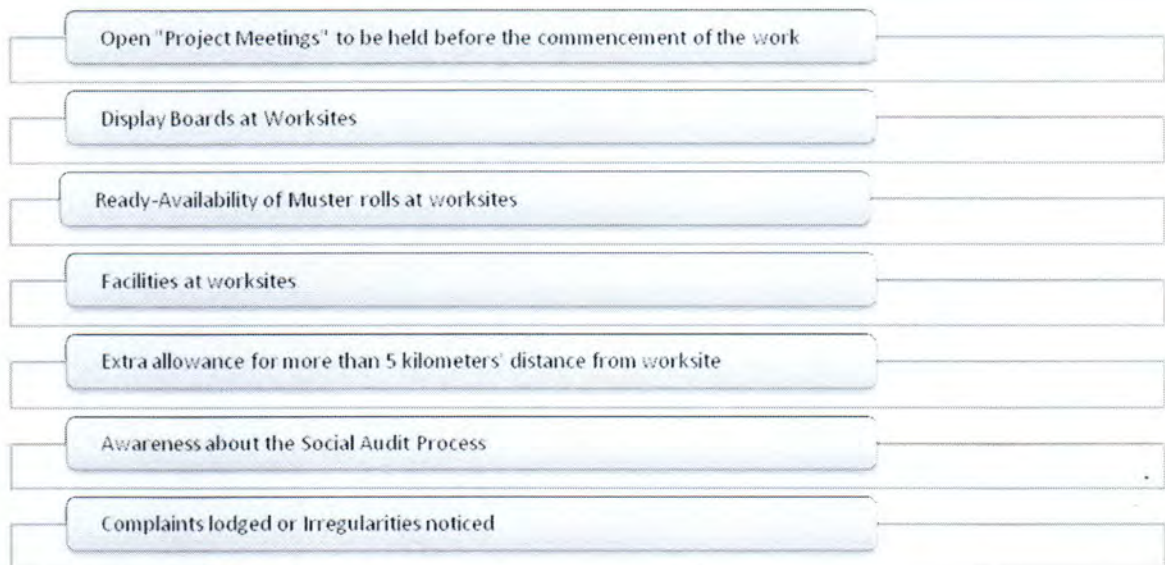 Open "Project Meetings" to be held before the commencement of the work
Display Boards at Worksites
Ready-Availability of Muster rolls at worksites
Facilities at worksites
Extra allowance for more than 5 kilometers' distance from worksite
Awareness about the Social Audit Process
Complaints lodged or Irregularities noticed